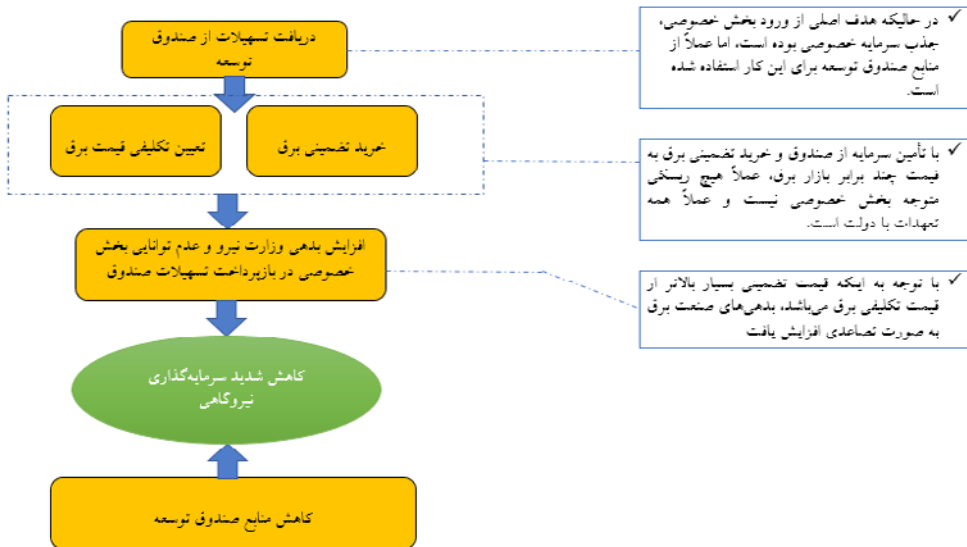 دریافت تسهیلات از صندوق
توسعه
در حالیکه هدف اصلی از ورود بخش خصوصی،
جذب سرمایه خصوصی بوده است، اما عملاً از
منابع صندوق توسعه برای این کار استفاده شده
است.
خرید تضمینی برق
تعیین تکلیفی قیمت برق
با تأمین سرمایه از صندوق و خرید تضمینی برق به
قیمت چند برابر بازار برق، عملاً هیچ ریسکی
متوجه بخش خصوصی نیست و عملاً همه
تعهدات با دولت است.
افزایش بدهی وزارت نیرو و عدم توانایی بخش
خصوصی در بازپرداخت تسهیلات صندوق
با توجه به اینکه قیمت تضمینی بسیار بالاتر از
قیمت تکلیفی برق می‌باشد، بدهی‌های صنعت برق
به صورت تصاعدی افزایش یافت
کاهش شدید سرمایه‌گذاری
نیروگاهی
کاهش منابع صندوق توسعه